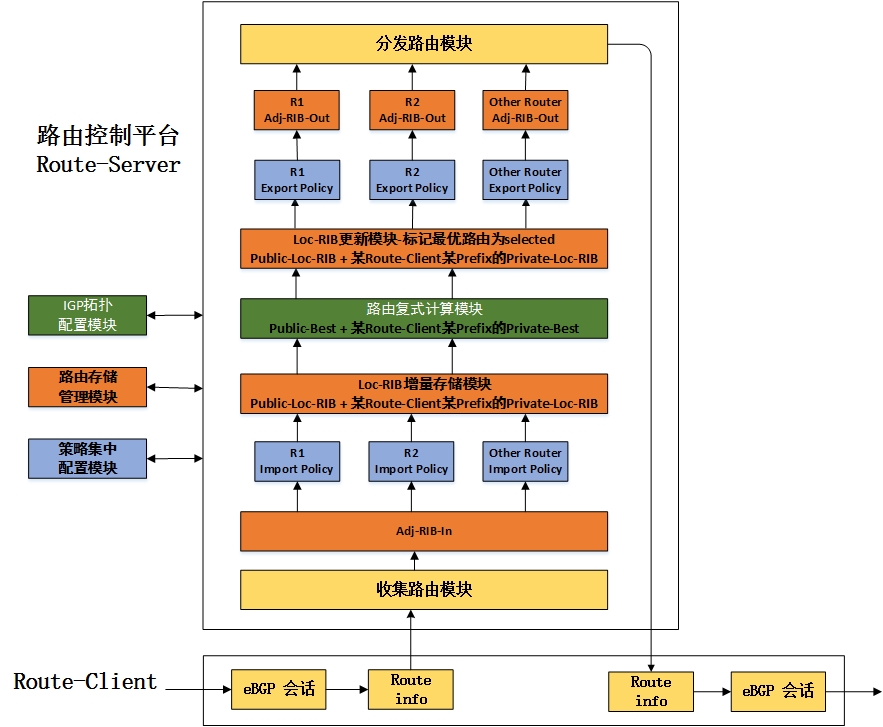 分发路由模块
R1
Adj-RIB-Out
R2
Adj-RIB-Out
Other Router
Adj-RIB-Out
路由控制平台
Route-Server
R1
Export Policy
R2
Export Policy
Other Router
Export Policy
Loc-RIB更新模块-标记最优路由为selected
Public-Loc-RIB + 某Route-Client某Prefix的Private-Loc-RIB
IGP拓扑
配置模块
路由复式计算模块
Public-Best + 某Route-Client某Prefix的Private-Best
路由存储
管理模块
Loc-RIB增量存储模块
Public-Loc-RIB + 某Route-Client某Prefix的Private-Loc-RIB
策略集中
配置模块
R1
Import Policy
R2
Import Policy
Other Router
Import Policy
Adj-RIB-In
收集路由模块
Route-Client
eBGP 会话
Route
info
Route
info
eBGP 会话